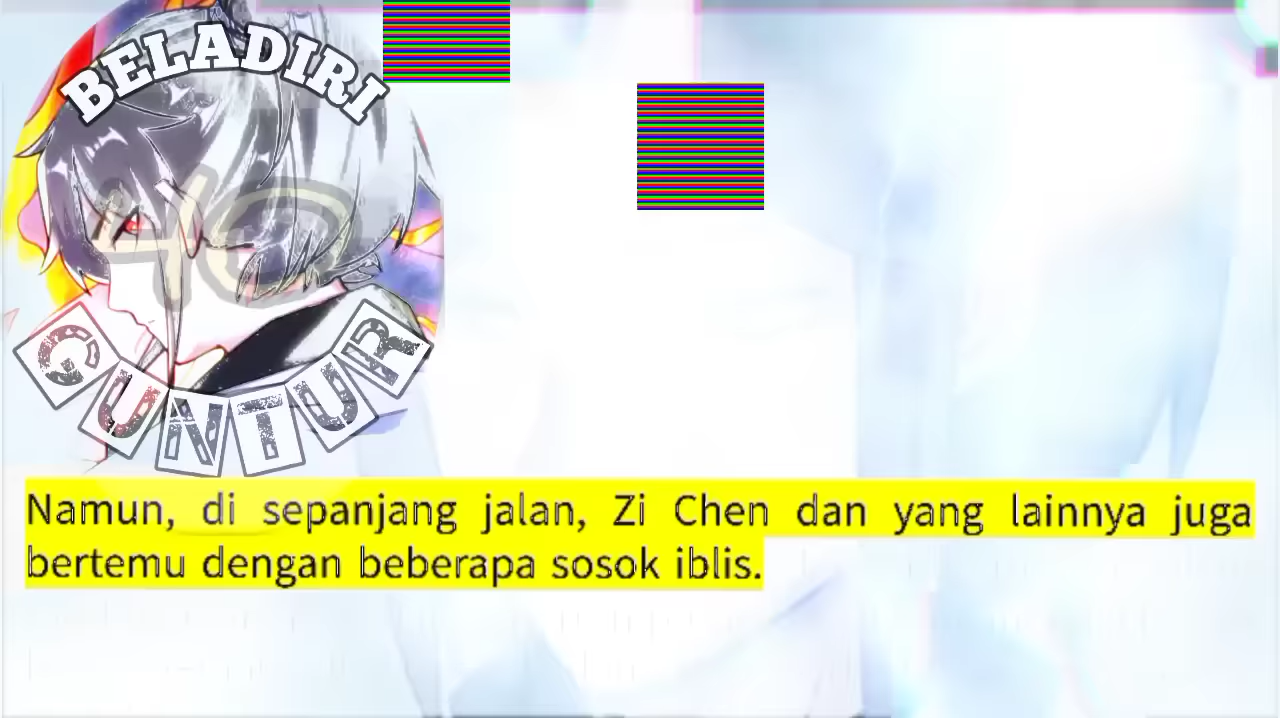 BELADIRI
GUNTUR
Namun, di sepanjang jalan, Zi Chen dan yang lainnya juga
bertemu dengan beberapa sosok iblis.